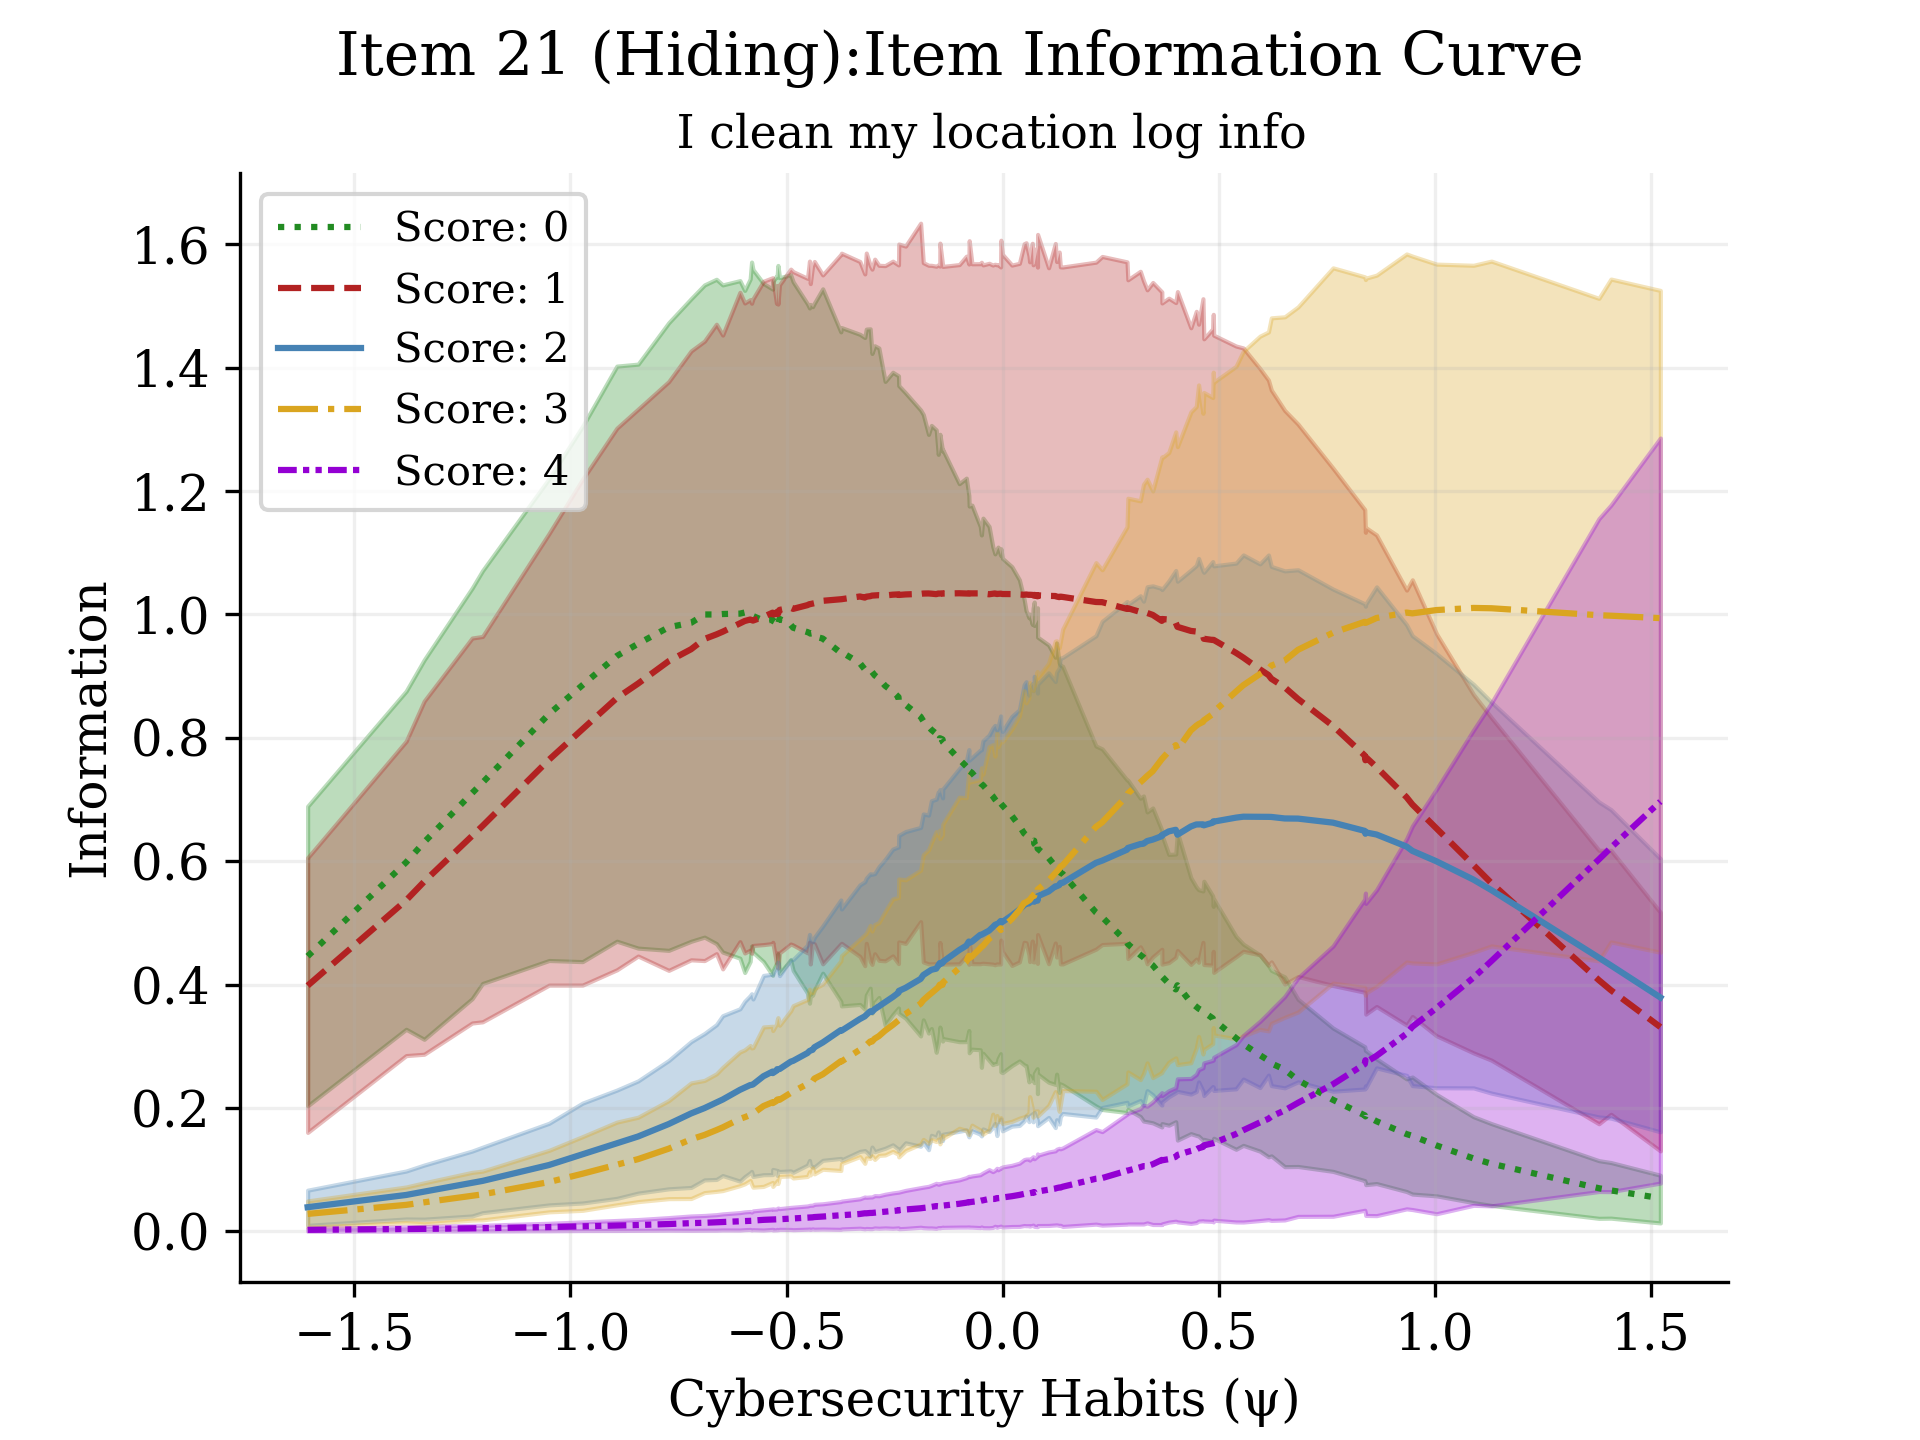 Item 21 (Hiding):Item Information Curve
I clean my location log info
Score: 0
Score: 1
Score: 2
Score: 3
Score: 4
Information
1.6
1.4
1.2
1.0
0.8
0.6
0.4
0.2
0.0
−1.5
−1.0
−0.5
0.0
0.5
1.0
1.5
Cybersecurity Habits (ψ)